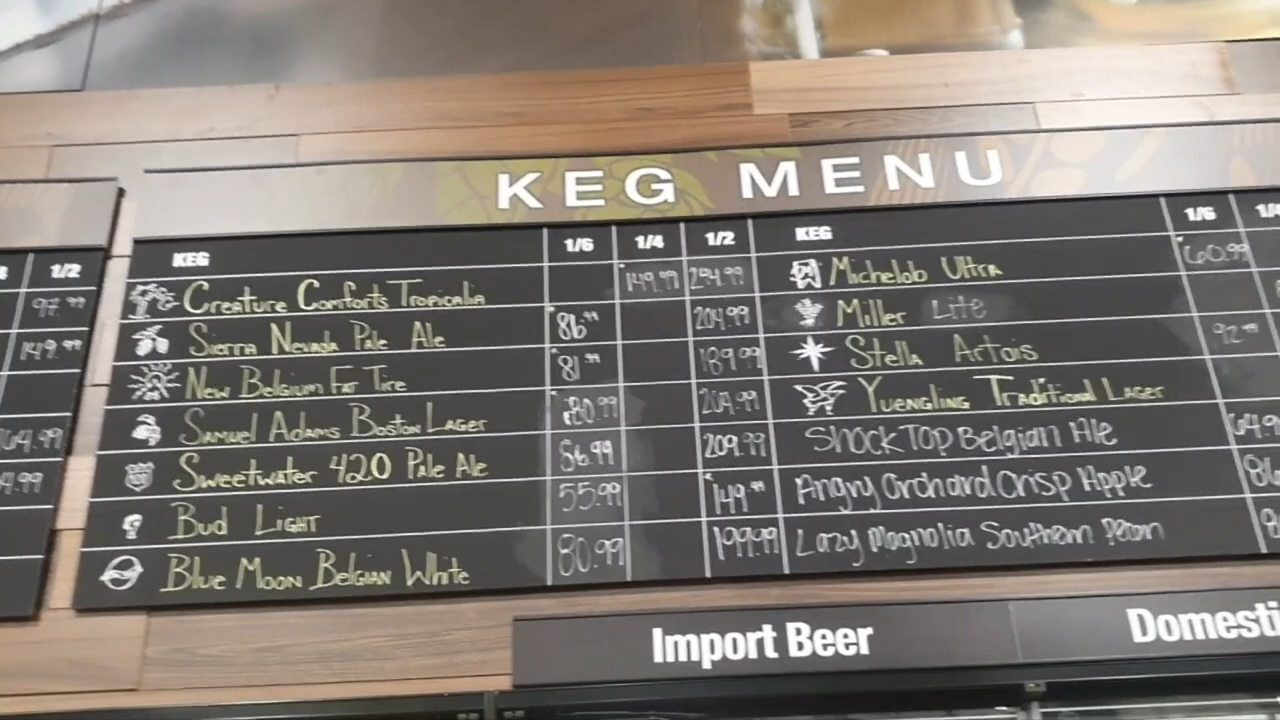 KEG MENU
1/2
97.99
149.99
KEG 1/6 1/4 1/2
Creature Comforts Tropicalia 149.99 294.99
Sierra Nevada Pale Ale 86.99 204.99
New Belgium Fat Tire 81.99 189.99
Samuel Adams Boston Lager 80.99 204.99
Sweetwater 420 Pale Ale 56.99 209.99
Bud Light 55.99 149.99
Blue Moon Belgian White 80.99 199.99
KEG 1/6
Michelob Ultra 60.99
Miller Lite
Stella Artois 92.99
Yuengling Traditional Lager
Shock Top Belgian Ale
Angry Orchard Crisp Apple
Lazy Magnolia Southern Pecan
Import Beer